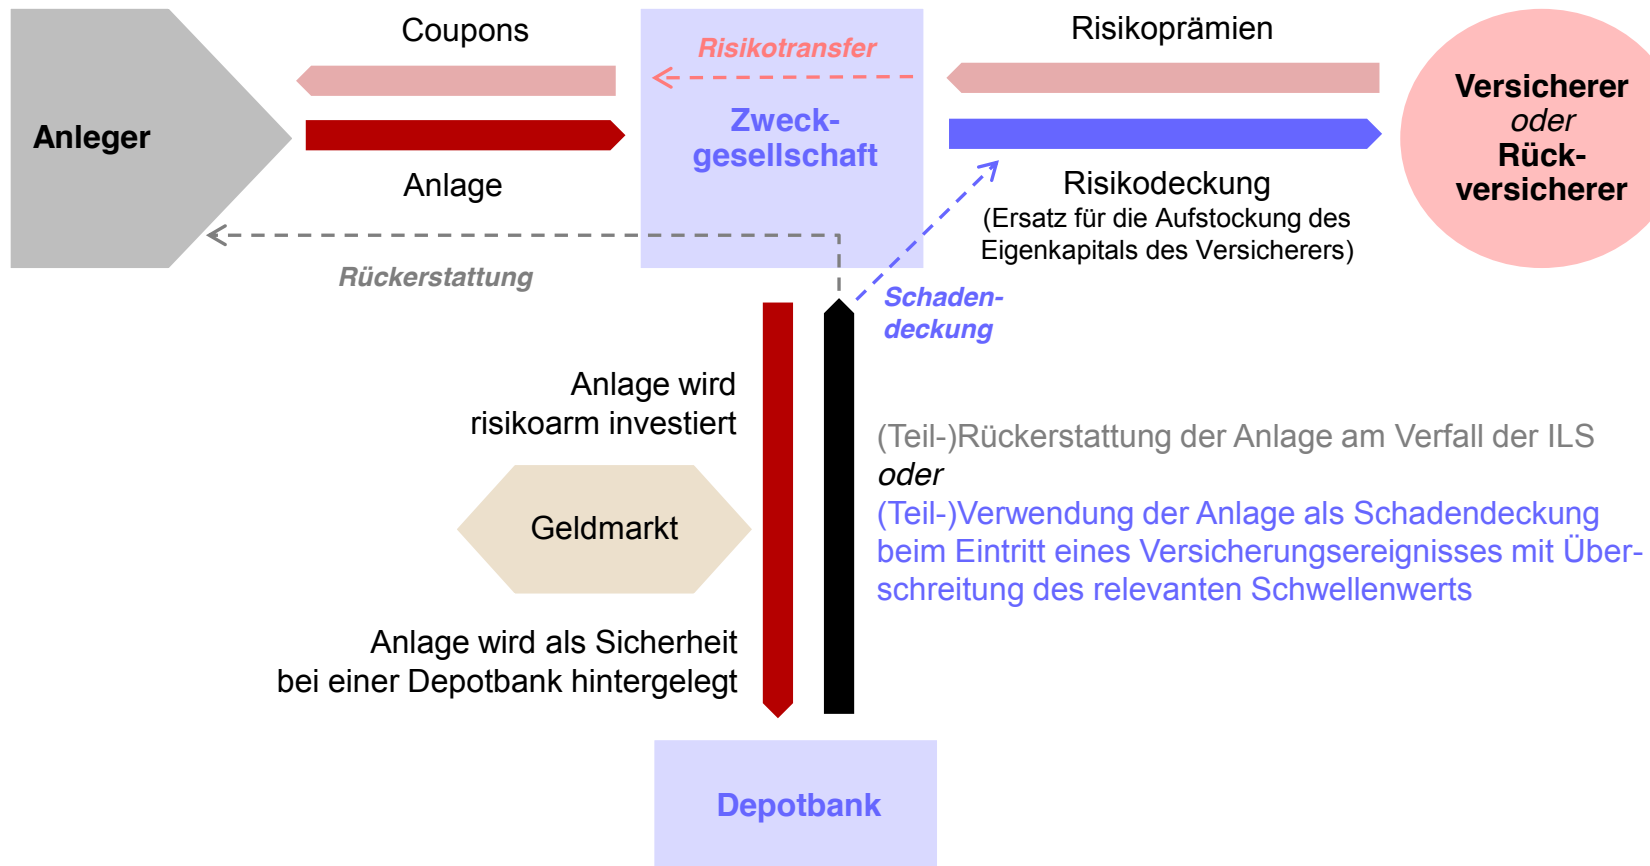 Coupons
Risikotransfer
Risikoprämien
Anleger
Zweck-
gesellschaft
Versicherer
oder
Rück-
versicherer
Anlage
Risikodeckung
(Ersatz für die Aufstockung des
Eigenkapitals des Versicherers)
Rückerstattung
Schaden-
deckung
Anlage wird
risikoarm investiert
(Teil-)Rückerstattung der Anlage am Verfall der ILS
oder
(Teil-)Verwendung der Anlage als Schadendeckung
beim Eintritt eines Versicherungsereignisses mit Über-
schreitung des relevanten Schwellenwerts
Geldmarkt
Anlage wird als Sicherheit
bei einer Depotbank hintergelegt
Depotbank